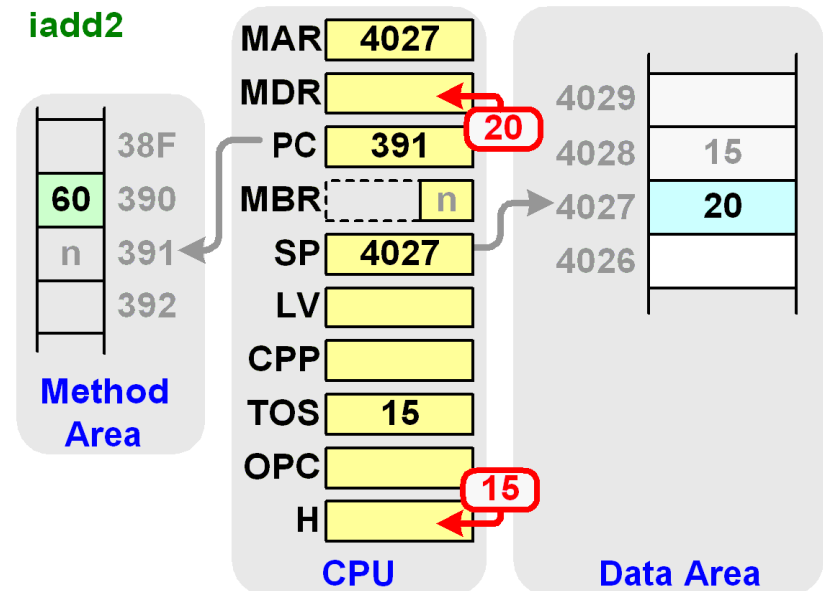 iadd2
38F
60 390
n 391
392
Method
Area
MAR 4027
MDR 20
PC 391
MBR n
SP 4027
LV
CPP
TOS 15
OPC
15
H
CPU
4029
4028 15
4027 20
4026
Data Area